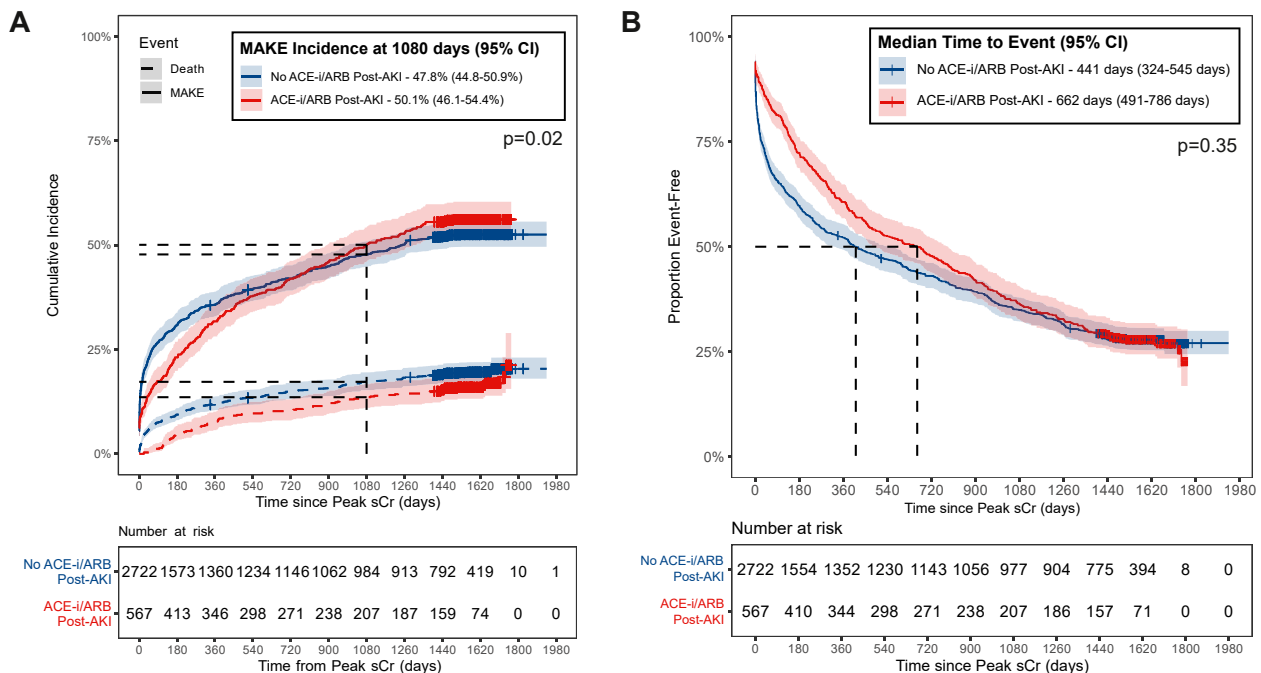 A
100%
75%
50%
25%
0%
Cumulative Incidence
Event
Death
MAKE
MAKE Incidence at 1080 days (95% CI)
No ACE-i/ARB Post-AKI - 47.8% (44.8-50.9%)
ACE-i/ARB Post-AKI - 50.1% (46.1-54.4%)
p=0.02
0 180 360 540 720 900 1080 1260 1440 1620 1800 1980
Time since Peak sCr (days)
Number at risk
No ACE-i/ARB
Post-AKI
2722 1573 1360 1234 1146 1062 984 913 792 419 10 1
ACE-i/ARB
Post-AKI
567 413 346 298 271 238 207 187 159 74 0 0
0 180 360 540 720 900 1080 1260 1440 1620 1800 1980
Time from Peak sCr (days)
B
100%
75%
50%
25%
0%
Proportion Event-Free
Median Time to Event (95% CI)
No ACE-i/ARB Post-AKI - 441 days (324-545 days)
ACE-i/ARB Post-AKI - 662 days (491-786 days)
p=0.35
0 180 360 540 720 900 1080 1260 1440 1620 1800 1980
Time since Peak sCr (days)
Number at risk
No ACE-i/ARB
Post-AKI
2722 1554 1352 1230 1143 1056 977 904 775 394 8 0
ACE-i/ARB
Post-AKI
567 410 344 298 271 238 207 186 157 71 0 0
0 180 360 540 720 900 1080 1260 1440 1620 1800 1980
Time since Peak sCr (days)